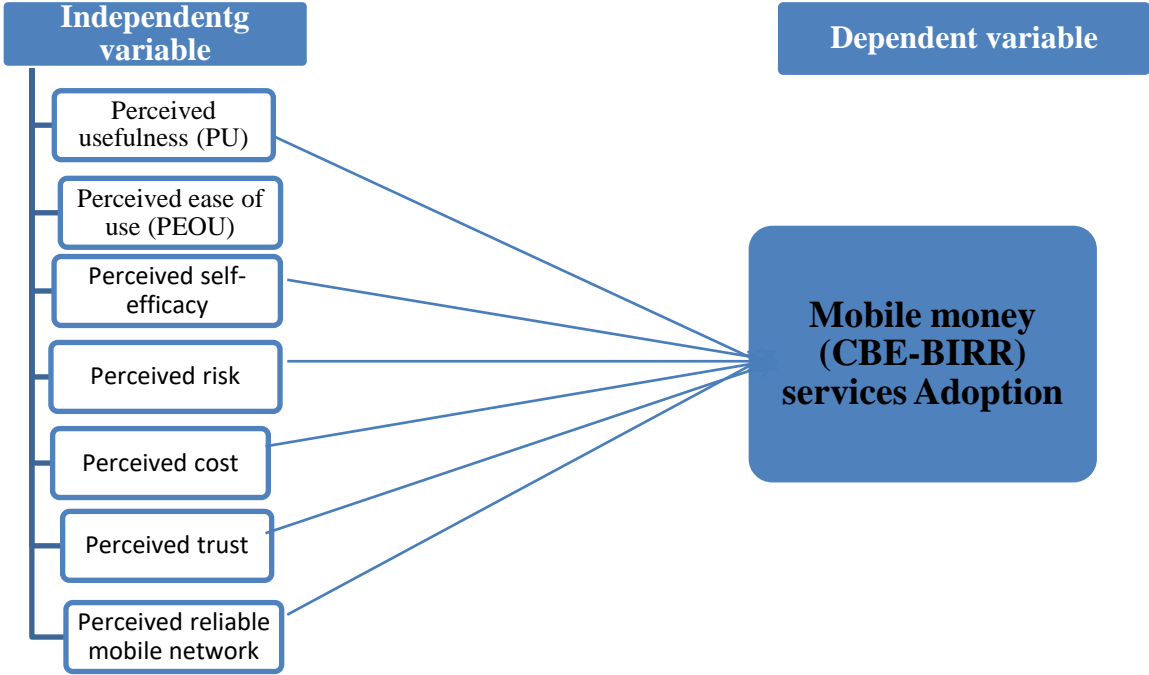 Independentg
variable
Dependent variable
Perceived
usefulness (PU)
Perceived ease of
use (PEOU)
Perceived self-
efficacy
Perceived risk
Perceived cost
Perceived trust
Perceived reliable
mobile network
Mobile money
(CBE-BIRR)
services Adoption